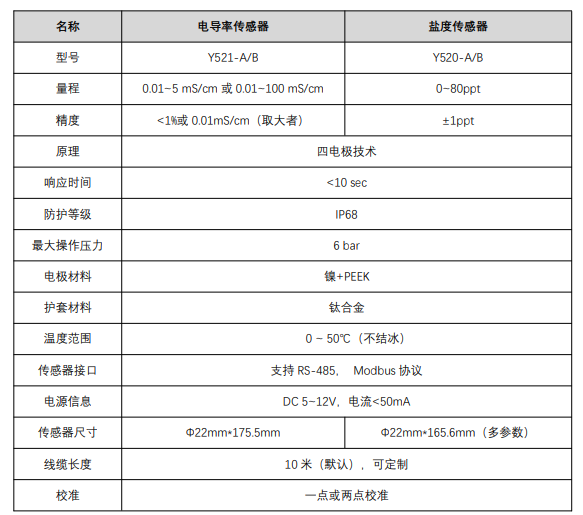 名称 电导率传感器 盐度传感器
型号 Y521-A/B Y520-A/B
量程 0.01~5 mS/cm 或 0.01~100 mS/cm 0~80ppt
精度 <1%或 0.01mS/cm（取大者） ±1ppt
原理 四电极技术
响应时间 <10 sec
防护等级 IP68
最大操作压力 6 bar
电极材料 镍+PEEK
护套材料 钛合金
温度范围 0 ~ 50℃（不结冰）
传感器接口 支持 RS-485， Modbus 协议
电源信息 DC 5~12V，电流<50mA
传感器尺寸 Φ22mm*175.5mm Φ22mm*165.6mm（多参数）
线缆长度 10 米（默认），可定制
校准 一点或两点校准